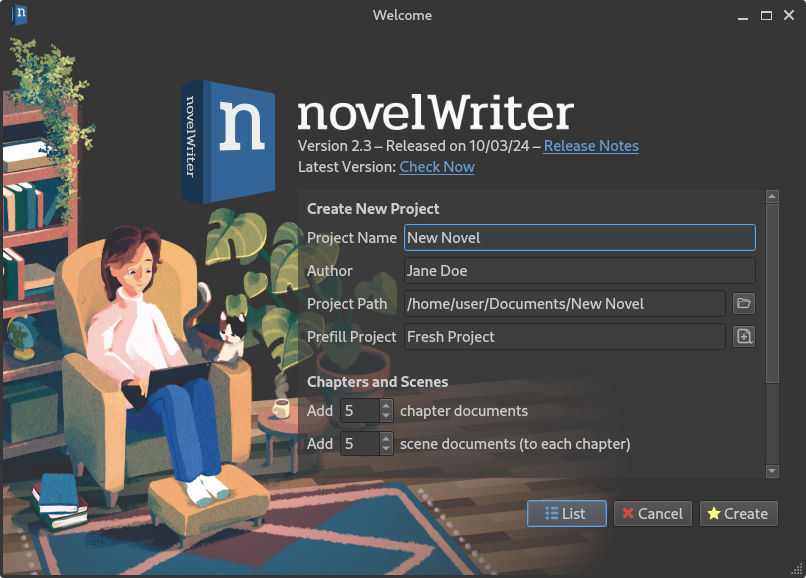 n
Welcome
novelWriter
n
novelWriter
Version 2.3 – Released on 10/03/24 – Release Notes
Latest Version: Check Now
Create New Project
Project Name New Novel
Author Jane Doe
Project Path /home/user/Documents/New Novel
Prefill Project Fresh Project
Chapters and Scenes
Add 5 chapter documents
Add 5 scene documents (to each chapter)
List Cancel Create